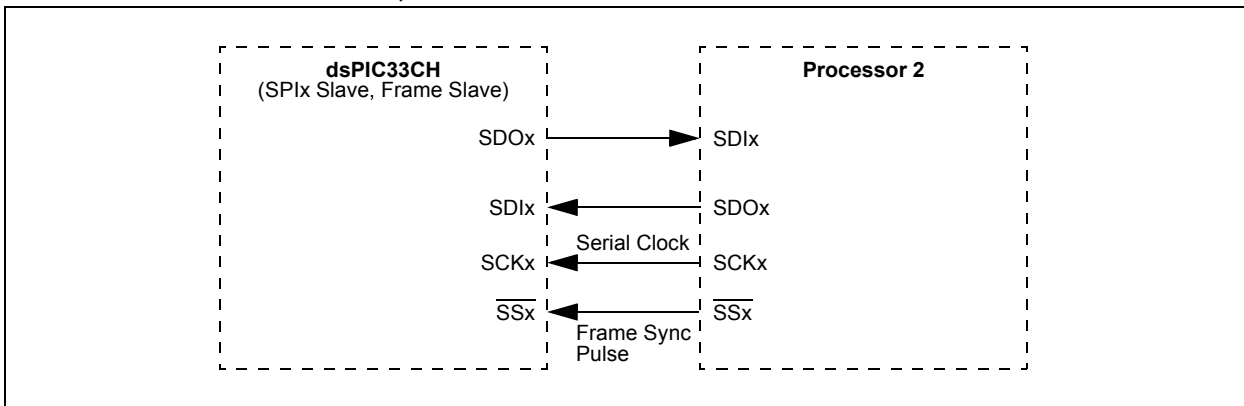 dsPIC33CH
(SPIx Slave, Frame Slave)
Processor 2
SDOx
SDIx
SDIx
SDOx
Serial Clock
SCKx
SCKx
SSx
SSx
Frame Sync
Pulse